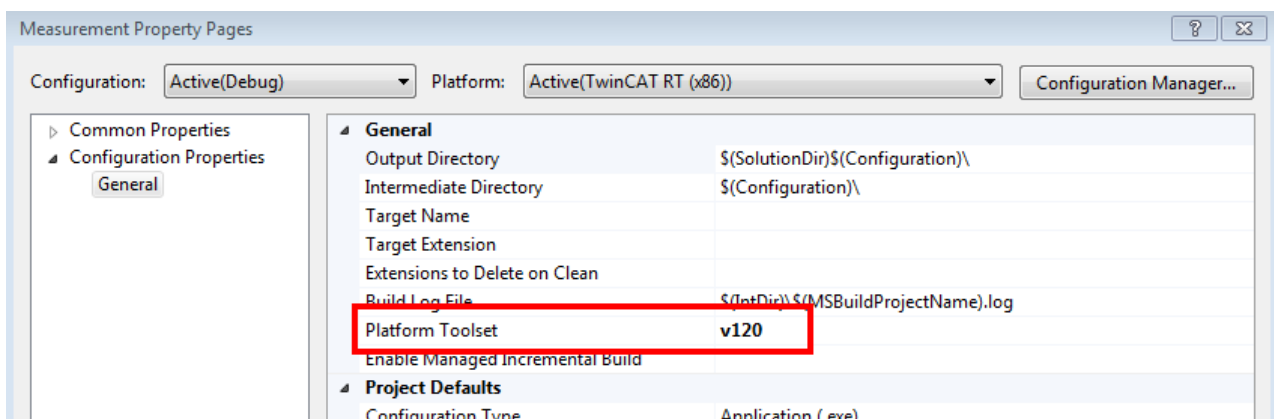 Measurement Property Pages
Configuration: Active(Debug) Platform: Active(TwinCAT RT (x86)) Configuration Manager...
Common Properties
Configuration Properties
General
General
Output Directory $(SolutionDir)$(Configuration)\
Intermediate Directory $(Configuration)\
Target Name
Target Extension
Extensions to Delete on Clean
Build Log File $(IntDir)\$(MSBuildProjectName).log
Platform Toolset v120
Enable Managed Incremental Build
Project Defaults
Configuration Type Application (.exe)